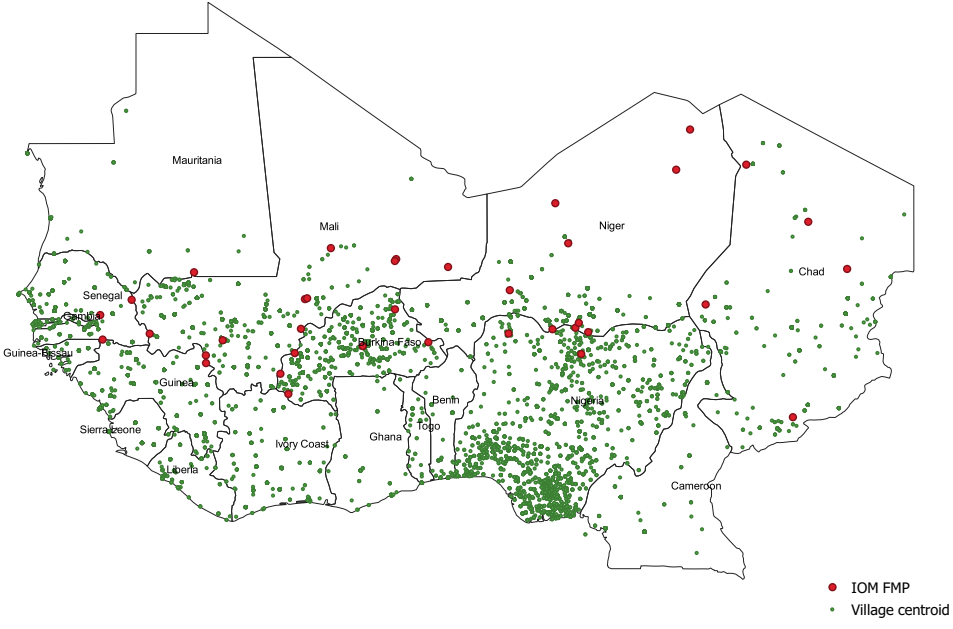 Mauritania
Mali
Niger
Chad
Senegal
Gambia
Guinea-Bissau
Burkina Faso
Guinea
Benin
Nigeria
Sierra Leone
Togo
Ghana
Ivory Coast
Liberia
Cameroon
IOM FMP
Village centroid